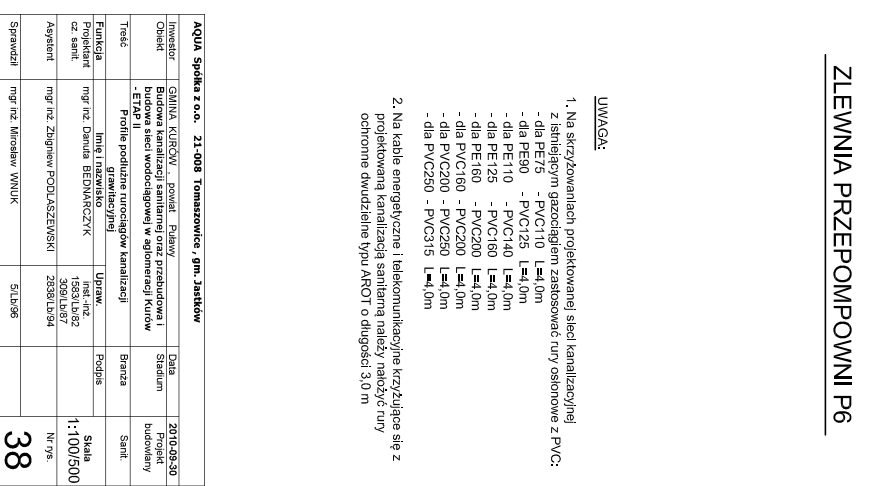 ZLEWNIA PRZEPOMPOWNI P6
UWAGA:
1. Na skrzyżowaniach projektowanej sieci kanalizacyjnej
z istniejącym gazociągiem zastosować rury osłonowe z PVC:
- dla PE75 - PVC110 L=4,0m
- dla PE90 - PVC125 L=4,0m
- dla PE110 - PVC140 L=4,0m
- dla PE125 - PVC160 L=4,0m
- dla PE160 - PVC200 L=4,0m
- dla PVC160 - PVC200 L=4,0m
- dla PVC200 - PVC250 L=4,0m
- dla PVC250 - PVC315 L=4,0m
2. Na kable energetyczne i telekomunikacyjne krzyżujące się z
projektowaną kanalizacją sanitarną należy nałożyć rury
ochronne dwudzielne typu AROT o długości 3,0 m
AQUA Spółka z o.o. 21-008 Tomaszowice , gm. Jastków
Inwestor GMINA KURÓW , powiat Puławy Data 2010-09-30
Obiekt Budowa kanalizacji sanitarnej oraz przebudowa i Stadium Projekt
budowa sieci wodociągowej w aglomeracji Kurów budowlany
- ETAP II
Treść Profile podłużne rurociągów kanalizacji Branża Sanit.
grawitacyjnej
Funkcja Imię i nazwisko Upraw. Podpis
Projektant mgr inż. Danuta BEDNARCZYK inst.-inż. Skala
cz. sanit. 1583/Lb/82 1:100/500
309/Lb/87
Asystent mgr inż. Zbigniew PODLASZEWSKI 2838/Lb/94 Nr rys.
Sprawdził mgr inż. Mirosław WNUK 5/Lb/96 38